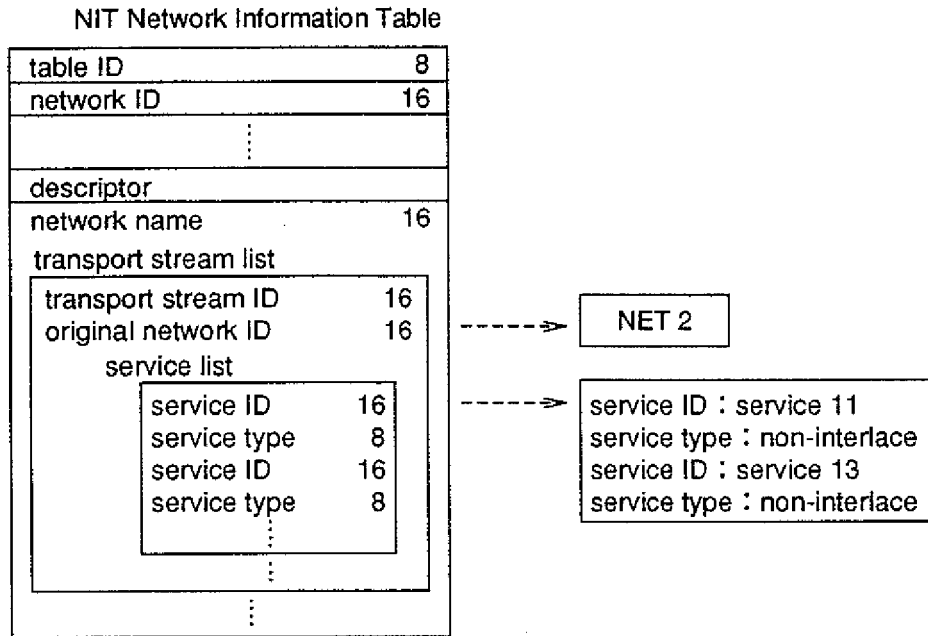 NIT Network Information Table
table ID 8
network ID 16
descriptor
network name 16
transport stream list
transport stream ID 16
original network ID 16
service list
service ID 16
service type 8
service ID 16
service type 8
NET 2
service ID : service 11
service type : non-interlace
service ID : service 13
service type : non-interlace